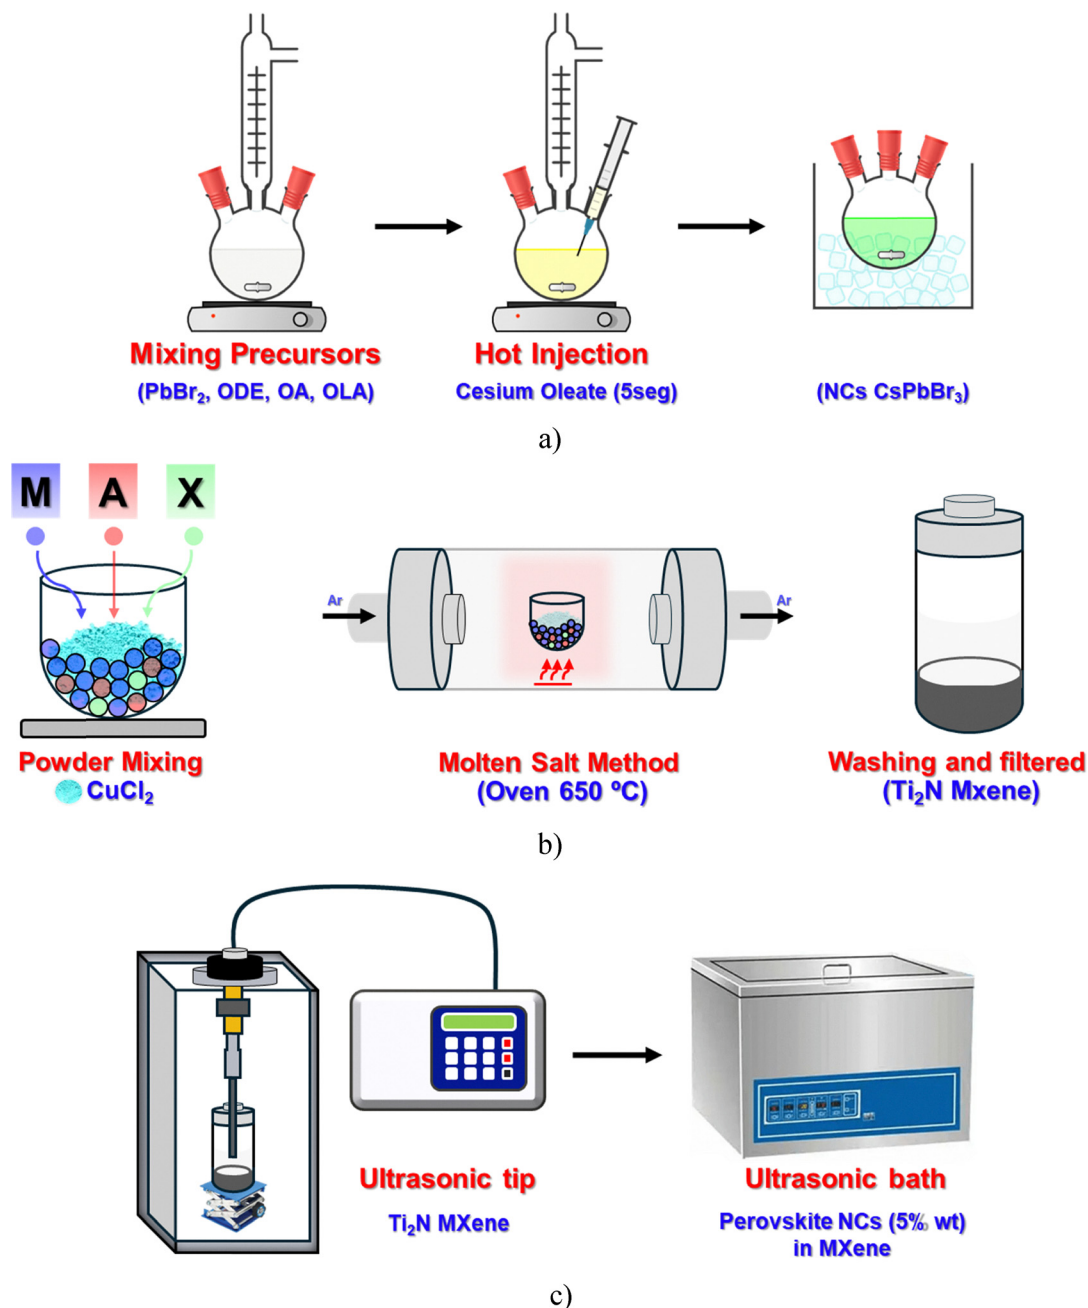 Mixing Precursors
(PbBr₂, ODE, OA, OLA)
Hot Injection
Cesium Oleate (5seg)
(NCs CsPbBr₃)
a)
M A X
Powder Mixing
CuCl₂
Ar
Ar
Molten Salt Method
(Oven 650 ºC)
Washing and filtered
(Ti₂N Mxene)
b)
Ultrasonic tip
Ti₂N MXene
Ultrasonic bath
Perovskite NCs (5% wt)
in MXene
c)